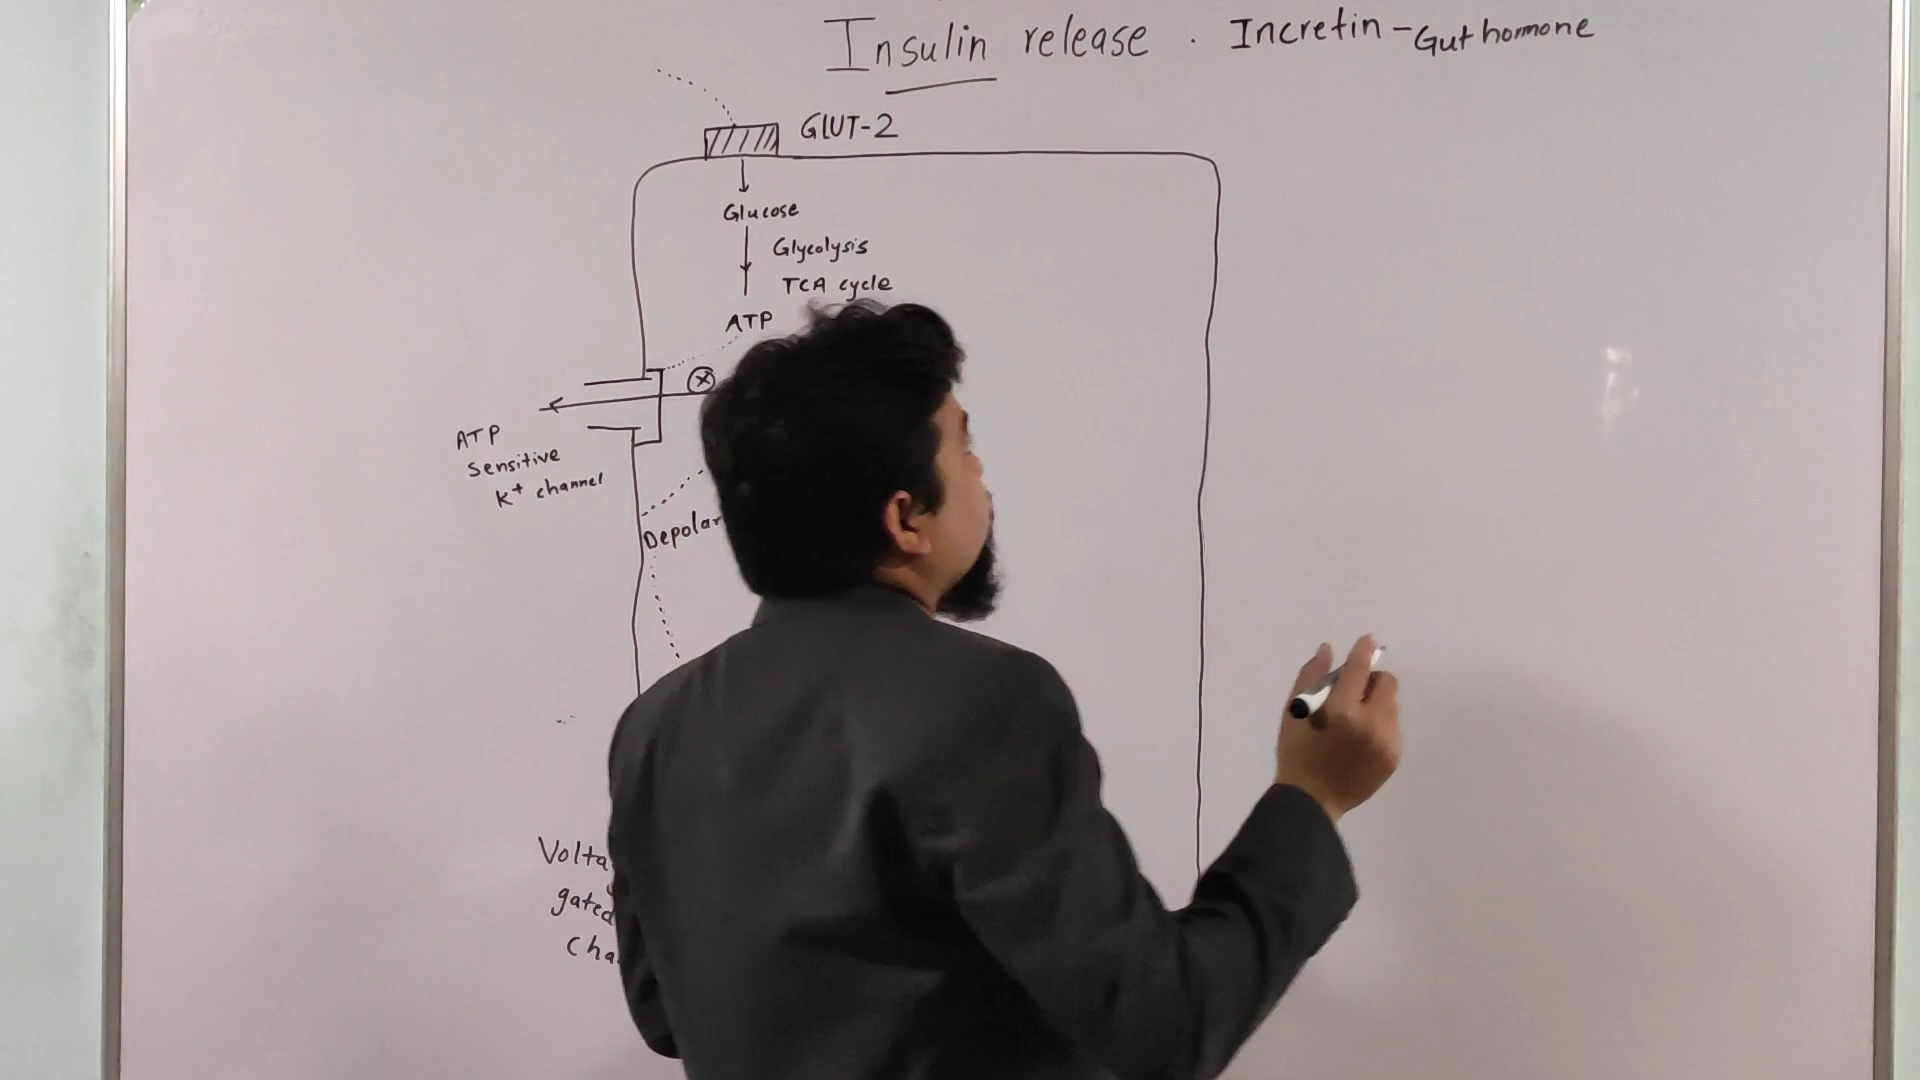 Insulin release . Incretin - Gut hormone
GLUT-2
Glucose
Glycolysis
TCA cycle
ATP
ATP
Sensitive
K+ channel
Depolar
Volta
gated
Cha